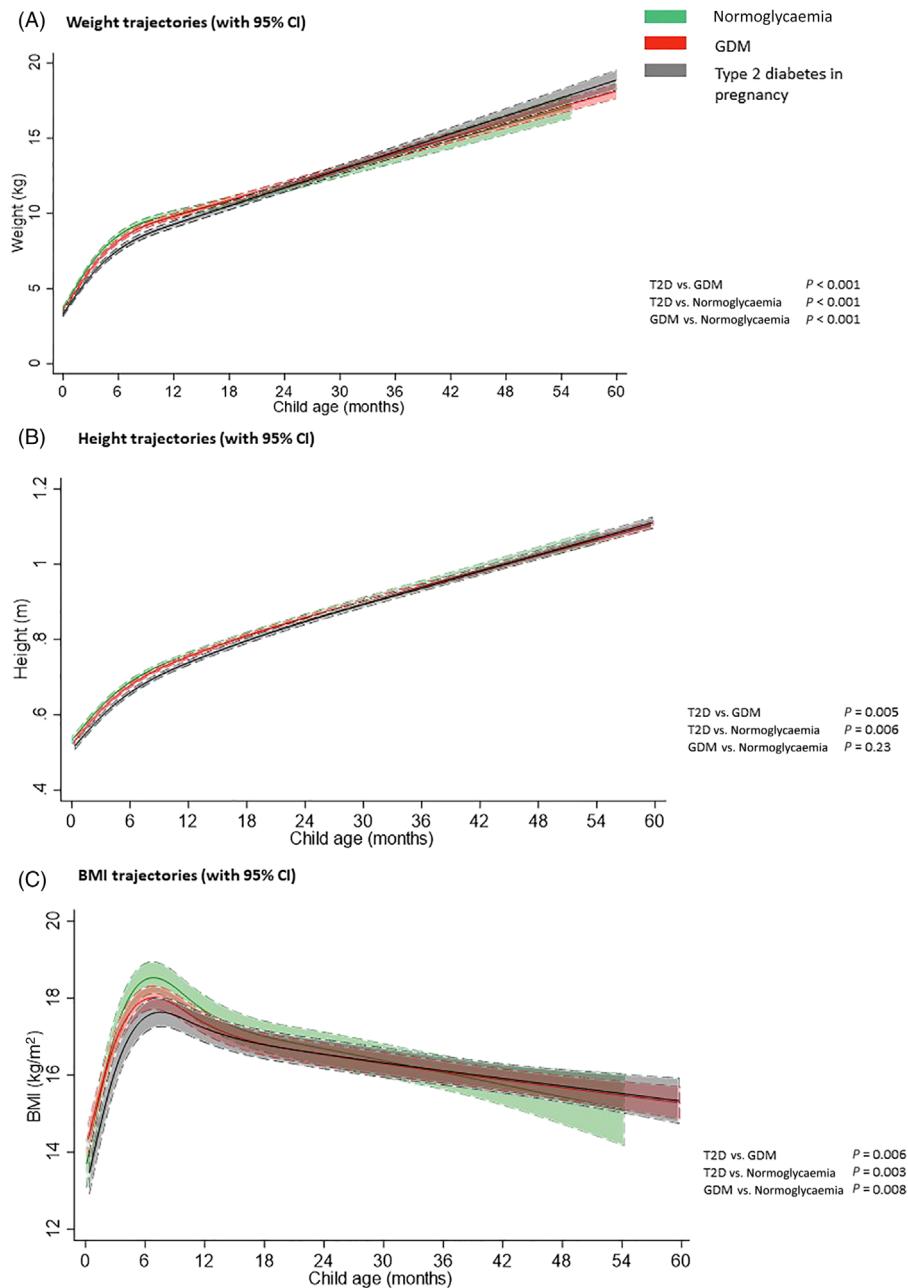 (A) Weight trajectories (with 95% CI)
Normoglycaemia
GDM
Type 2 diabetes in
pregnancy
20
15
10
5
0
Weight (kg)
0 6 12 18 24 30 36 42 48 54 60
Child age (months)
T2D vs. GDM P < 0.001
T2D vs. Normoglycaemia P < 0.001
GDM vs. Normoglycaemia P < 0.001
(B) Height trajectories (with 95% CI)
1.2
1
.8
.6
.4
Height (m)
0 6 12 18 24 30 36 42 48 54 60
Child age (months)
T2D vs. GDM P = 0.005
T2D vs. Normoglycaemia P = 0.006
GDM vs. Normoglycaemia P = 0.23
(C) BMI trajectories (with 95% CI)
20
18
16
14
12
BMI (kg/m²)
0 6 12 18 24 30 36 42 48 54 60
Child age (months)
T2D vs. GDM P = 0.006
T2D vs. Normoglycaemia P = 0.003
GDM vs. Normoglycaemia P = 0.008